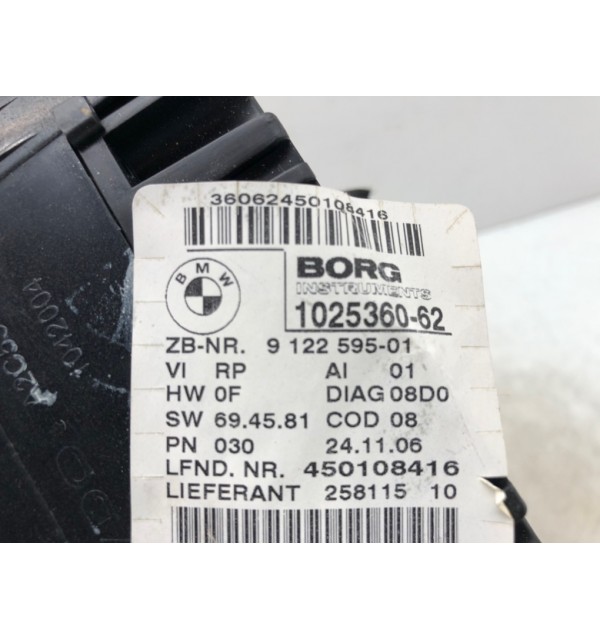 36062450108416
BMW
BORG
INSTRUMENTS
1025360-62
ZB-NR. 9 122 595-01
VI RP AI 01
HW 0F DIAG 08D0
SW 69.45.81 COD 08
PN 030 24.11.06
LFND. NR. 450108416
LIEFERANT 258115 10
1042004